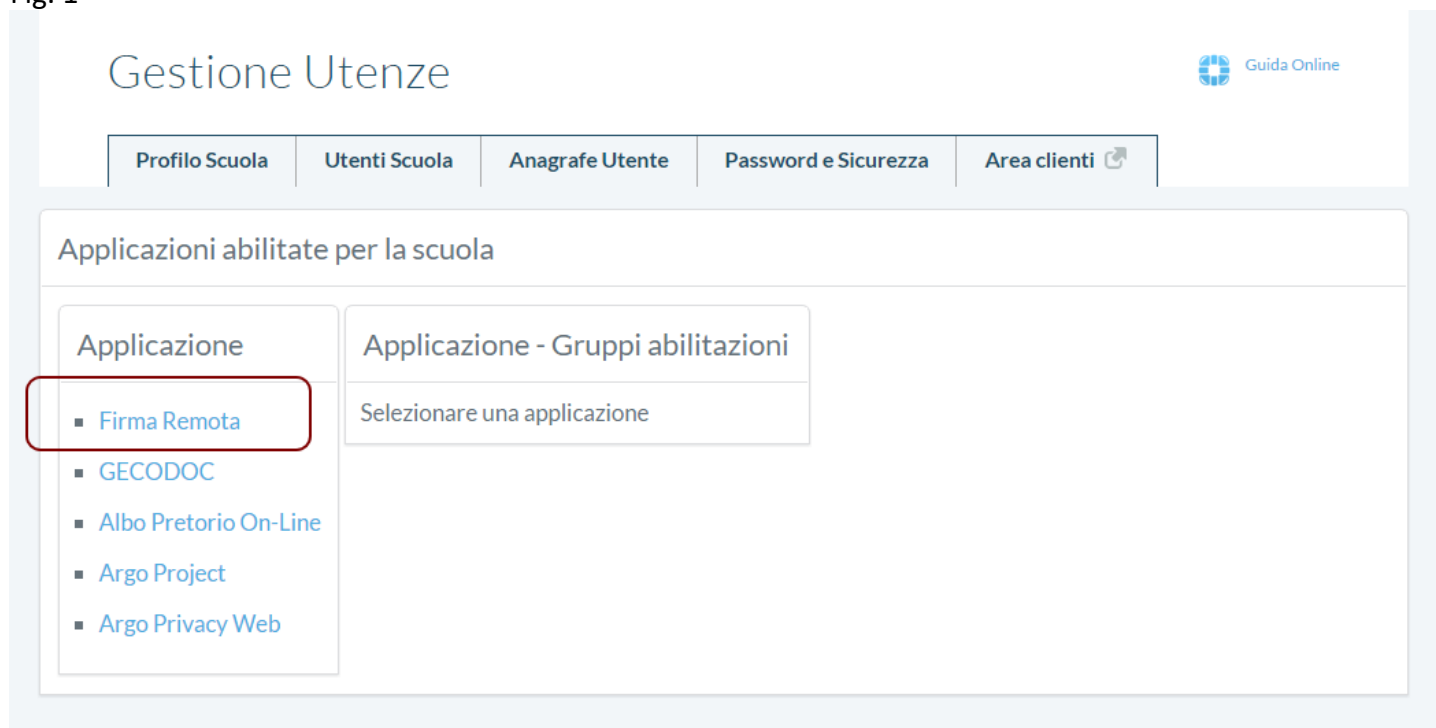 Fig. 1
Gestione Utenze
Guida Online
Profilo Scuola
Utenti Scuola
Anagrafe Utente
Password e Sicurezza
Area clienti
Applicazioni abilitate per la scuola
Applicazione
Applicazione - Gruppi abilitazioni
Firma Remota
Selezionare una applicazione
GECODOC
Albo Pretorio On-Line
Argo Project
Argo Privacy Web